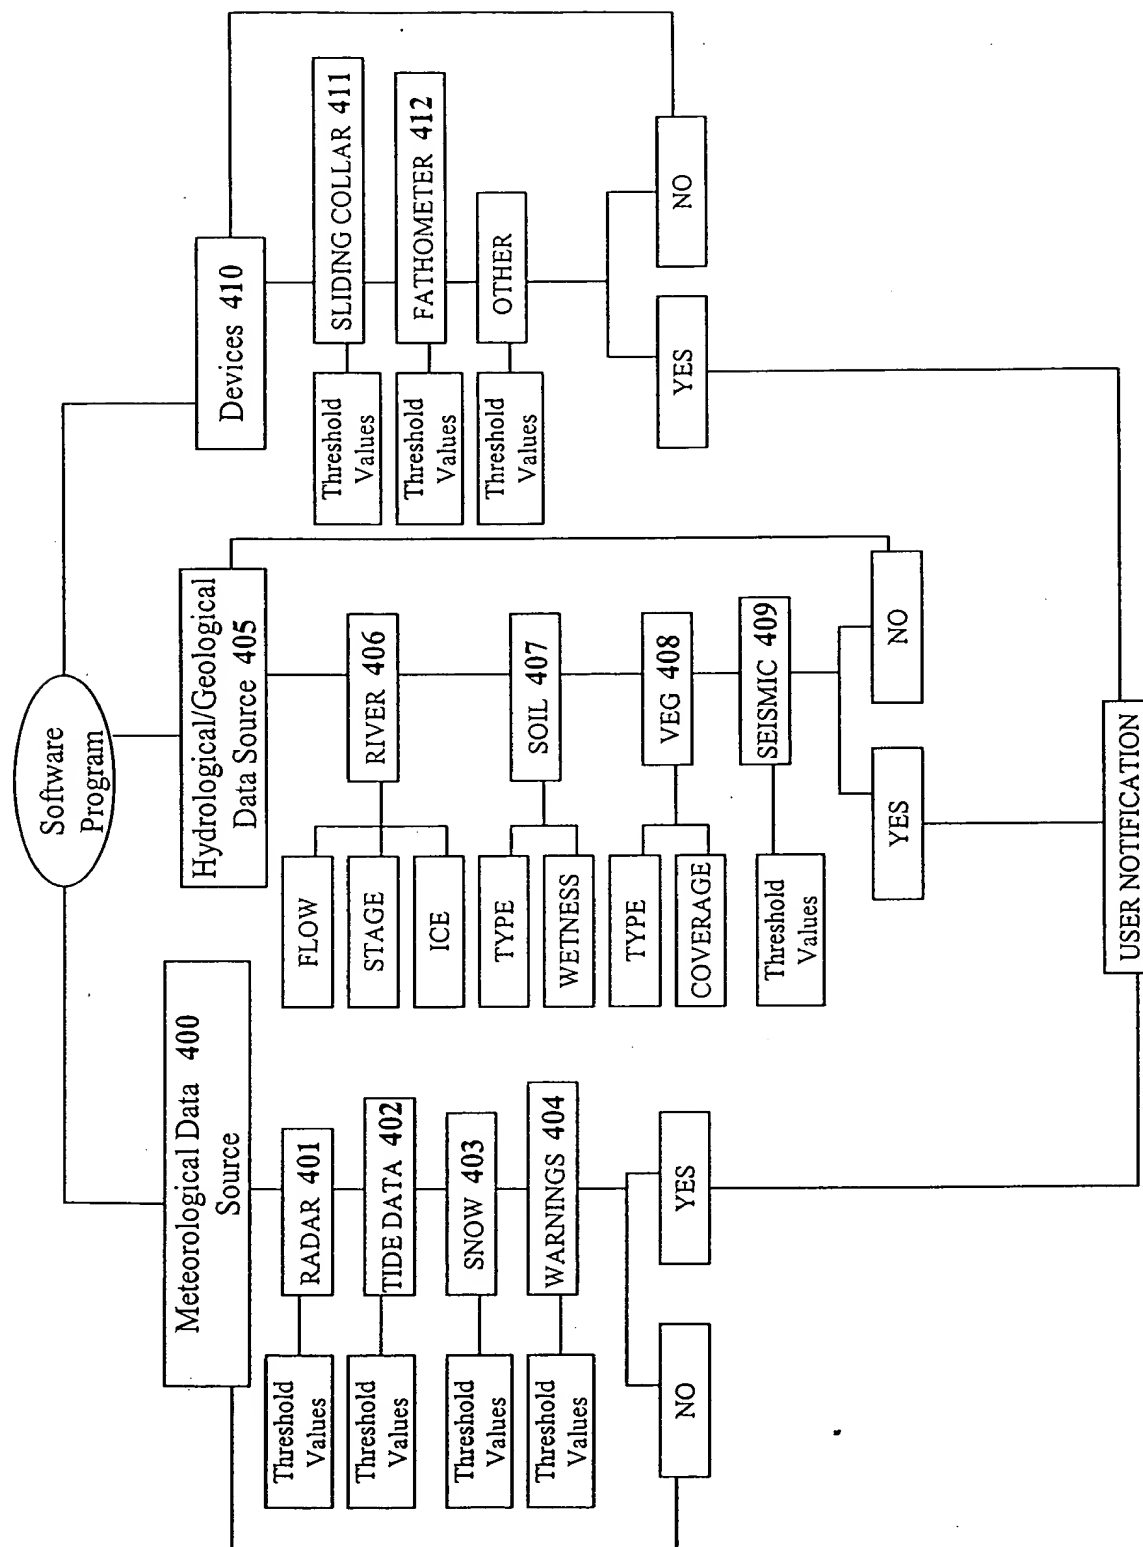 Software
Program
Meteorological Data 400
Source
RADAR 401
Threshold
Values
TIDE DATA 402
Threshold
Values
SNOW 403
Threshold
Values
WARNINGS 404
Threshold
Values
NO
YES
Hydrological/Geological
Data Source 405
RIVER 406
FLOW
STAGE
ICE
SOIL 407
TYPE
WETNESS
VEG 408
TYPE
COVERAGE
SEISMIC 409
Threshold
Values
YES
NO
Devices 410
SLIDING COLLAR 411
Threshold
Values
FATHOMETER 412
Threshold
Values
OTHER
Threshold
Values
YES
NO
USER NOTIFICATION